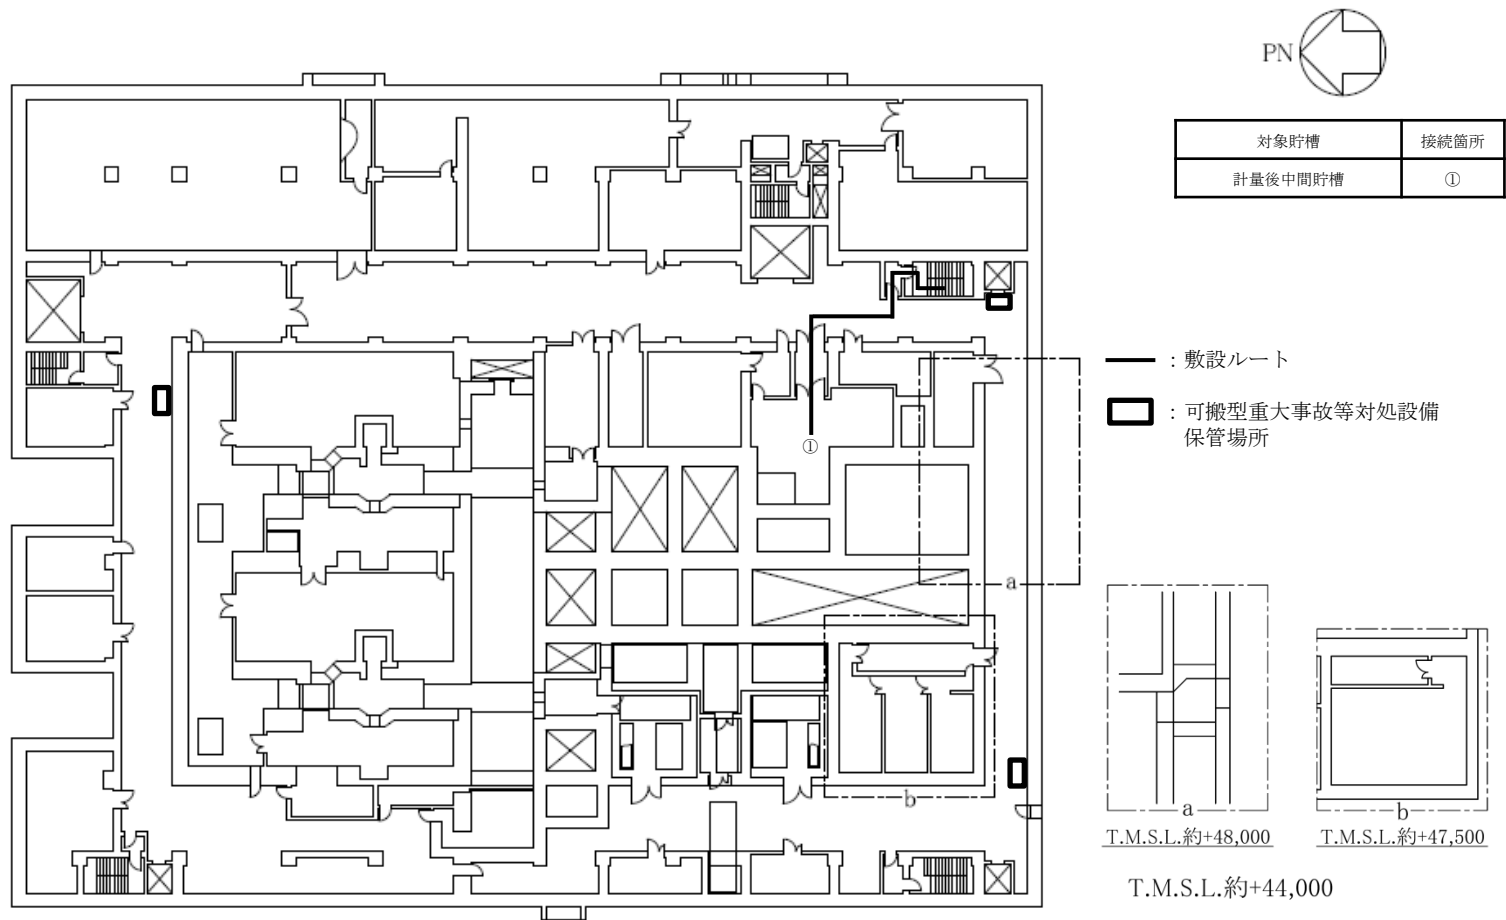 PN
対象貯槽 接続箇所
計量後中間貯槽 ①
：敷設ルート
：可搬型重大事故等対処設備
保管場所
①
a
b
a
T.M.S.L.約+48,000
b
T.M.S.L.約+47,500
T.M.S.L.約+44,000